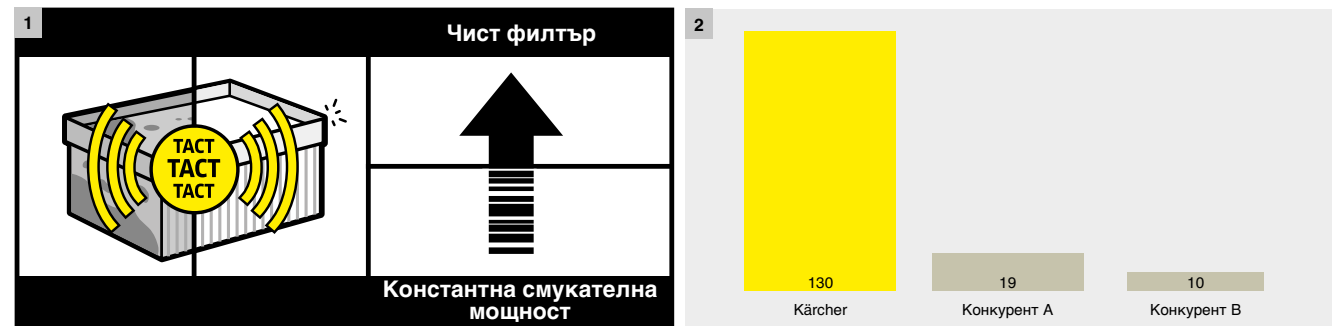 1
Чист филтър
TACT
TACT
TACT
Константна смукателна
мощност
2
130
19
10
Kärcher
Конкурент A
Конкурент B